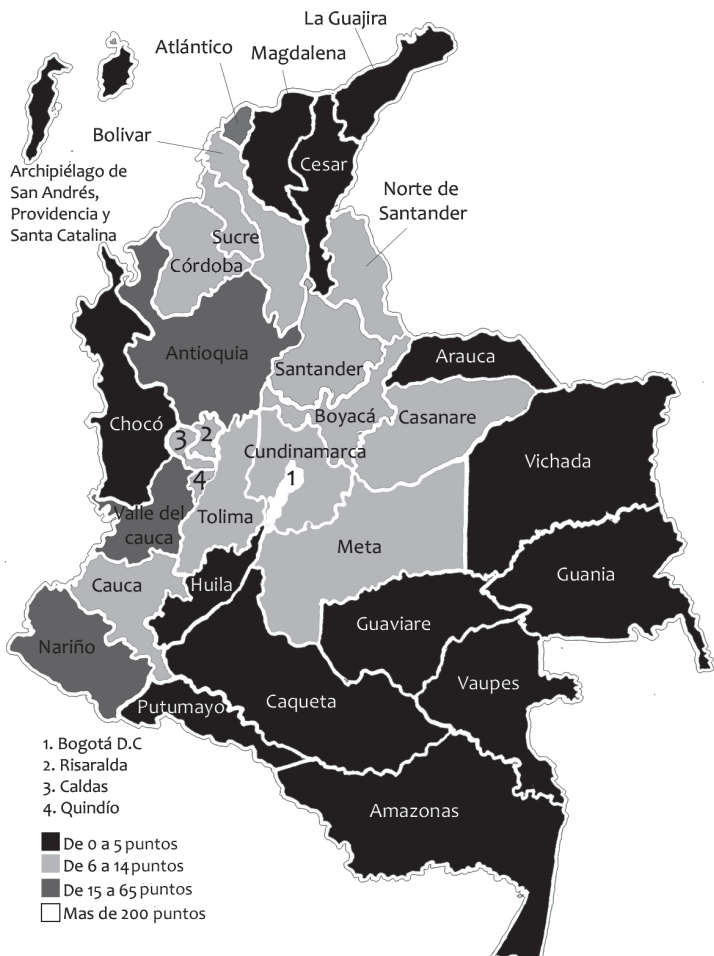 La Guajira
Atlántico
Magdalena
Bolivar
Cesar
Archipiélago de
San Andrés,
Providencia y
Santa Catalina
Norte de
Santander
Sucre
Córdoba
Antioquia
Santander
Arauca
Chocó
Boyacá
Casanare
3
2
Cundinamarca
Vichada
4
1
Valle del
cauca
Tolima
Meta
Cauca
Huila
Guania
Nariño
Guaviare
Vaupes
Putumayo
Caqueta
1. Bogotá D.C
2. Risaralda
3. Caldas
4. Quindío
Amazonas
De 0 a 5 puntos
De 6 a 14 puntos
De 15 a 65 puntos
Mas de 200 puntos